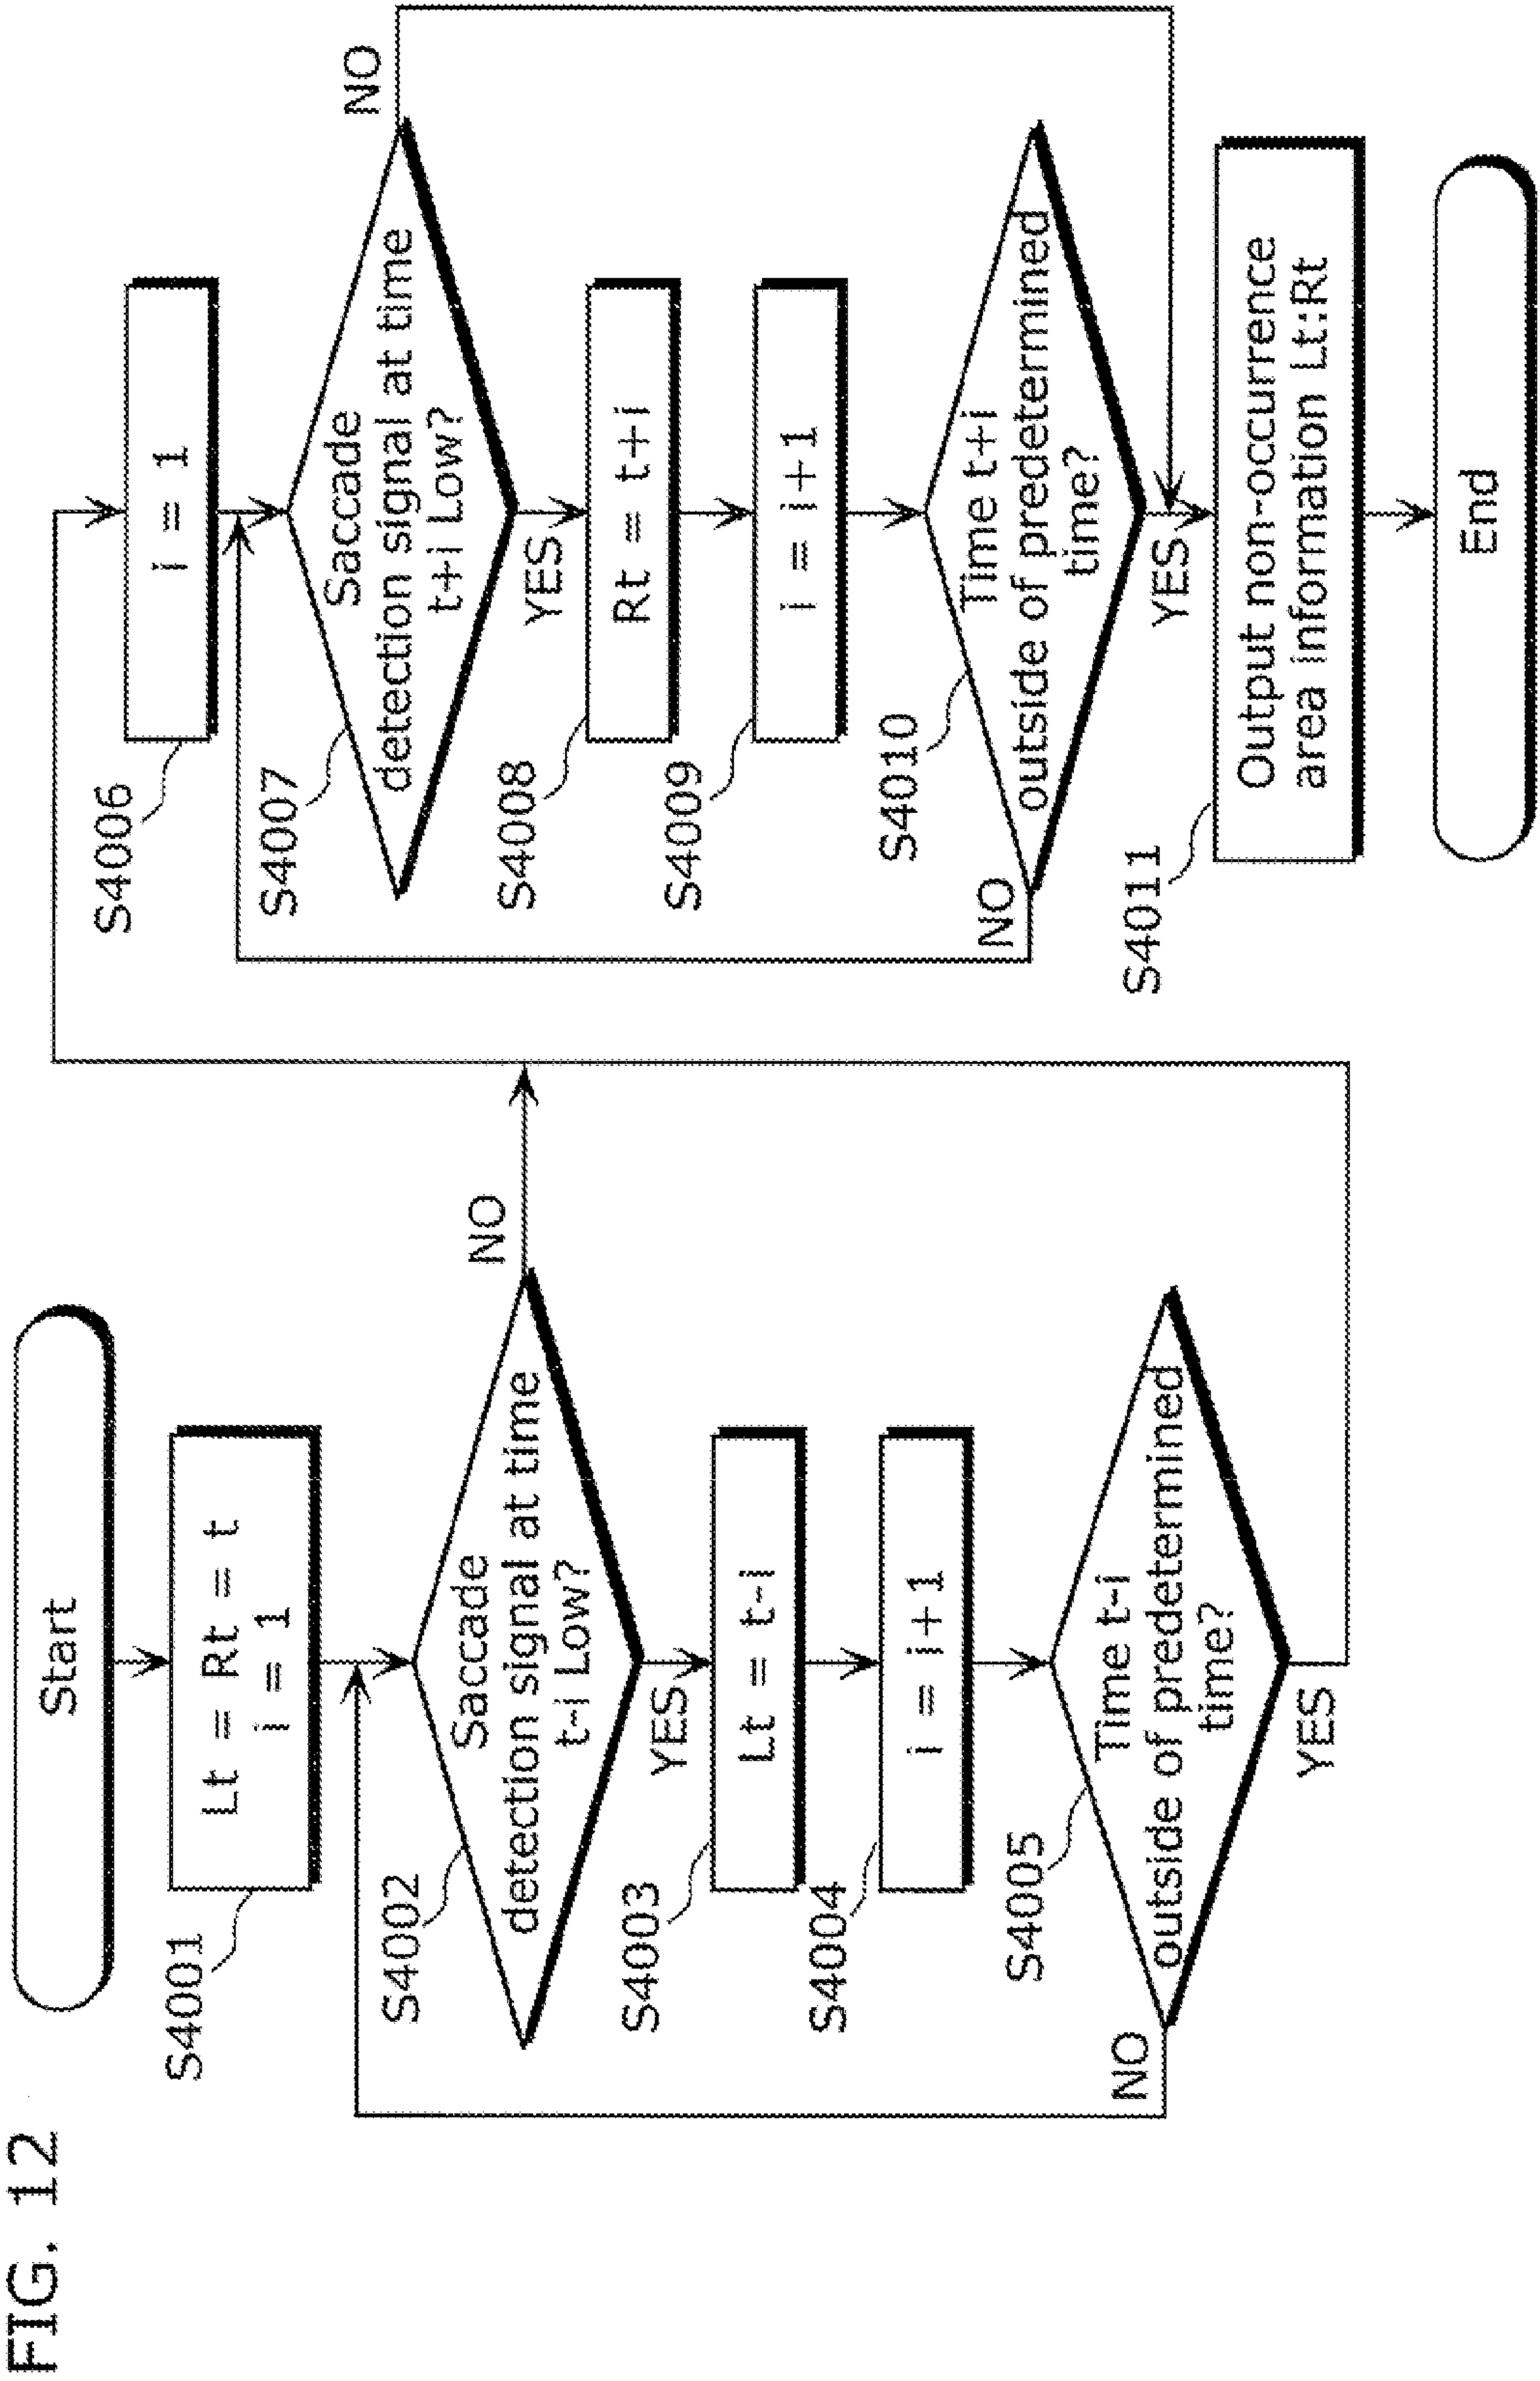 FIG. 12
Start
S4001
Lt = Rt = t
i = 1
S4002
Saccade
detection signal at time
t-i Low?
NO
YES
S4003
Lt = t-i
S4004
i = i+1
S4005
Time t-i
outside of predetermined
time?
NO
YES
S4006
i = 1
S4007
Saccade
detection signal at time
t+i Low?
NO
YES
S4008
Rt = t+i
S4009
i = i+1
S4010
Time t+i
outside of predetermined
time?
NO
YES
S4011
Output non-occurrence
area information Lt:Rt
End